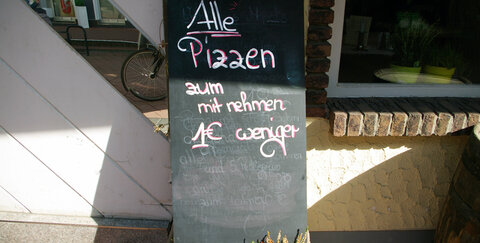 Alle
Pizzen
zum
mit nehmen
1€ weniger